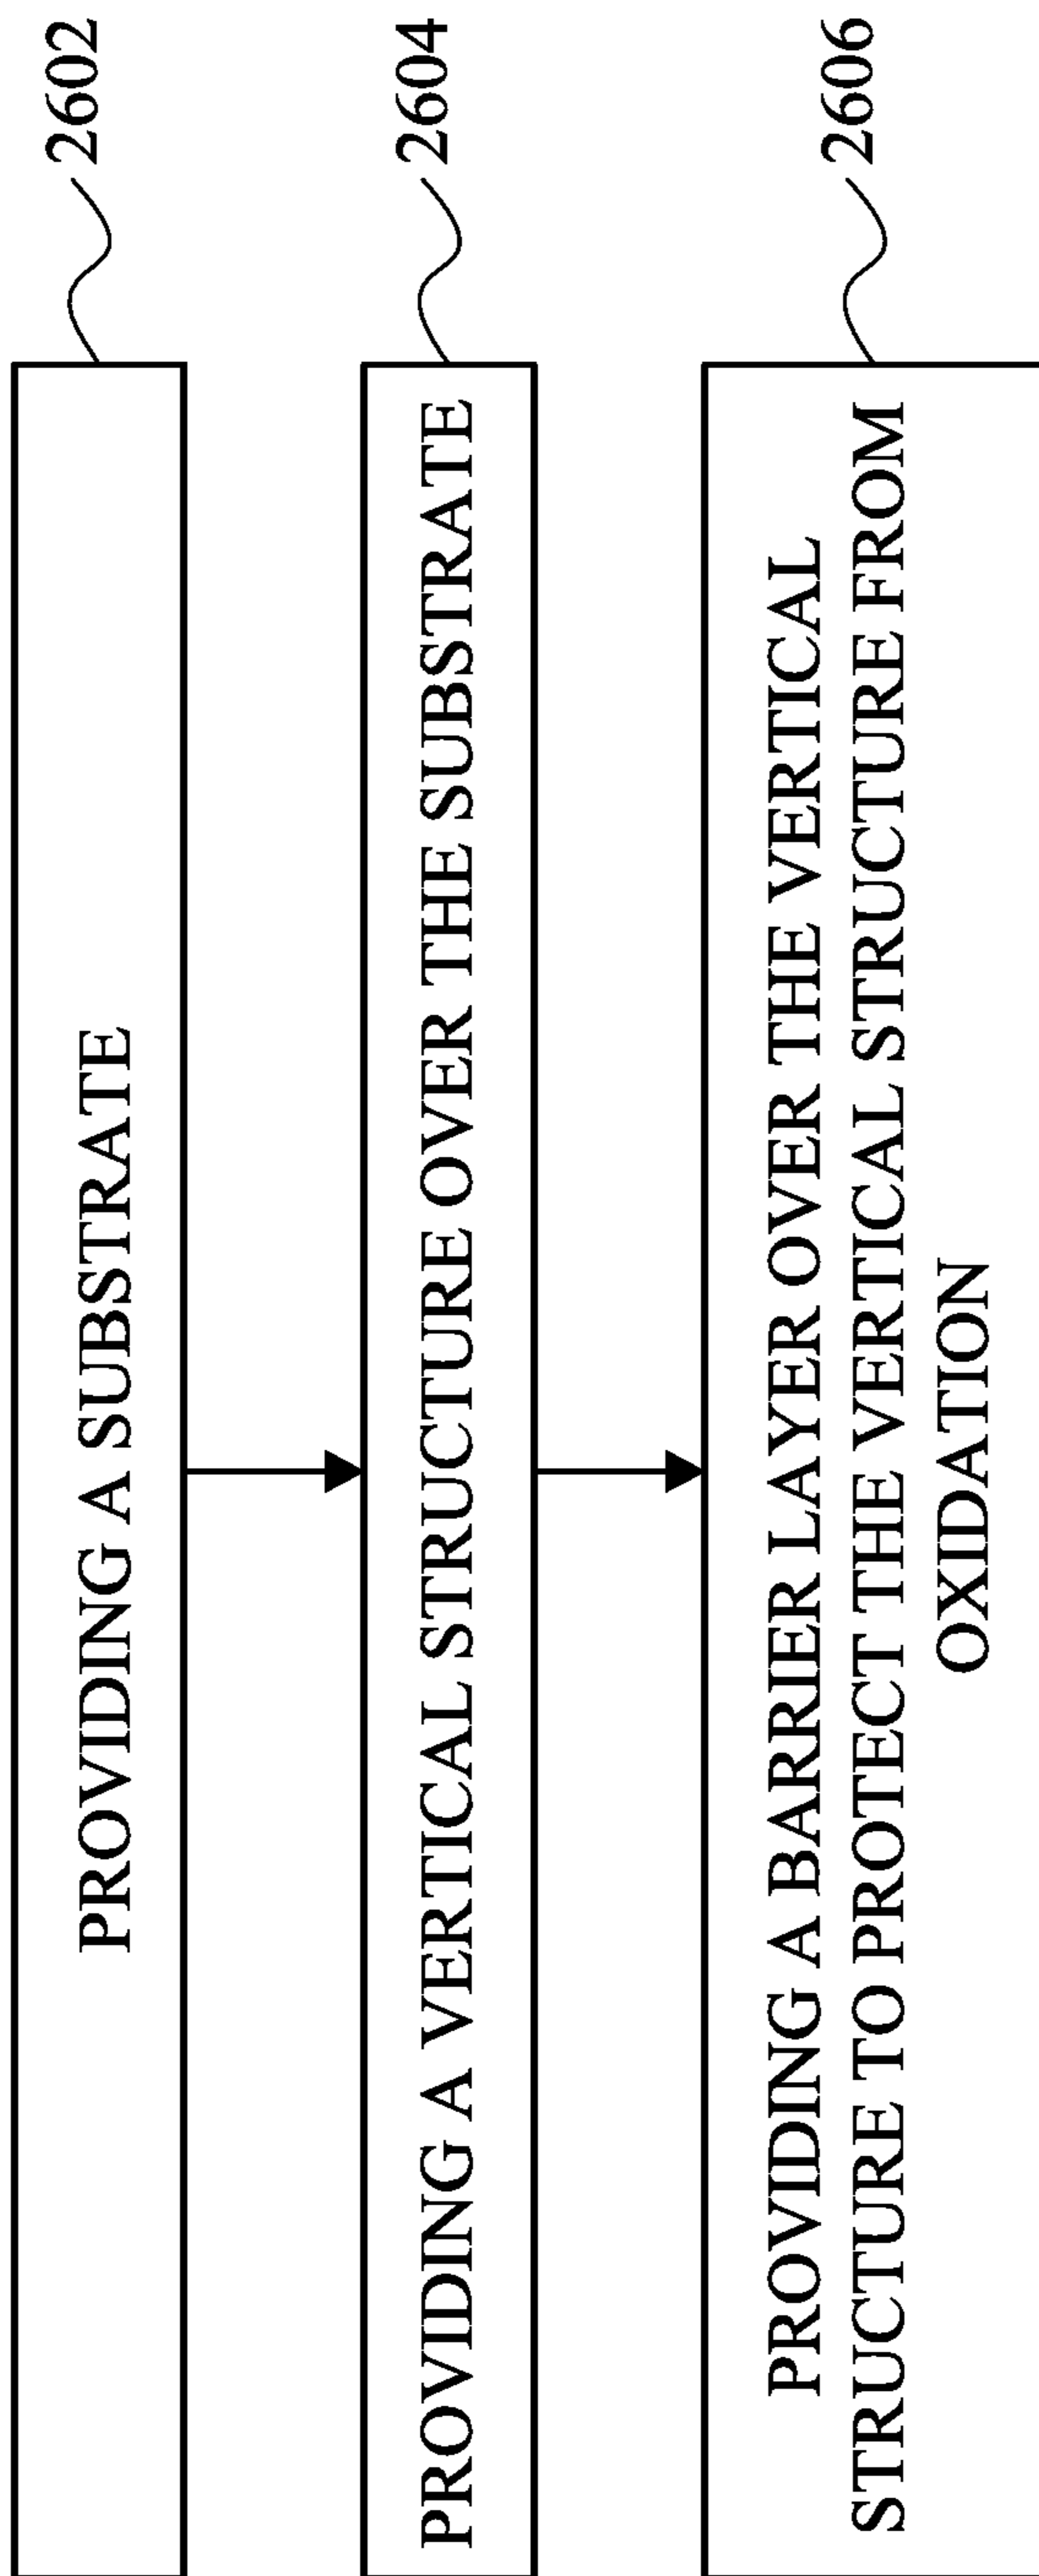 PROVIDING A SUBSTRATE
2602
PROVIDING A VERTICAL STRUCTURE OVER THE SUBSTRATE
2604
PROVIDING A BARRIER LAYER OVER THE VERTICAL
STRUCTURE TO PROTECT THE VERTICAL STRUCTURE FROM
OXIDATION
2606